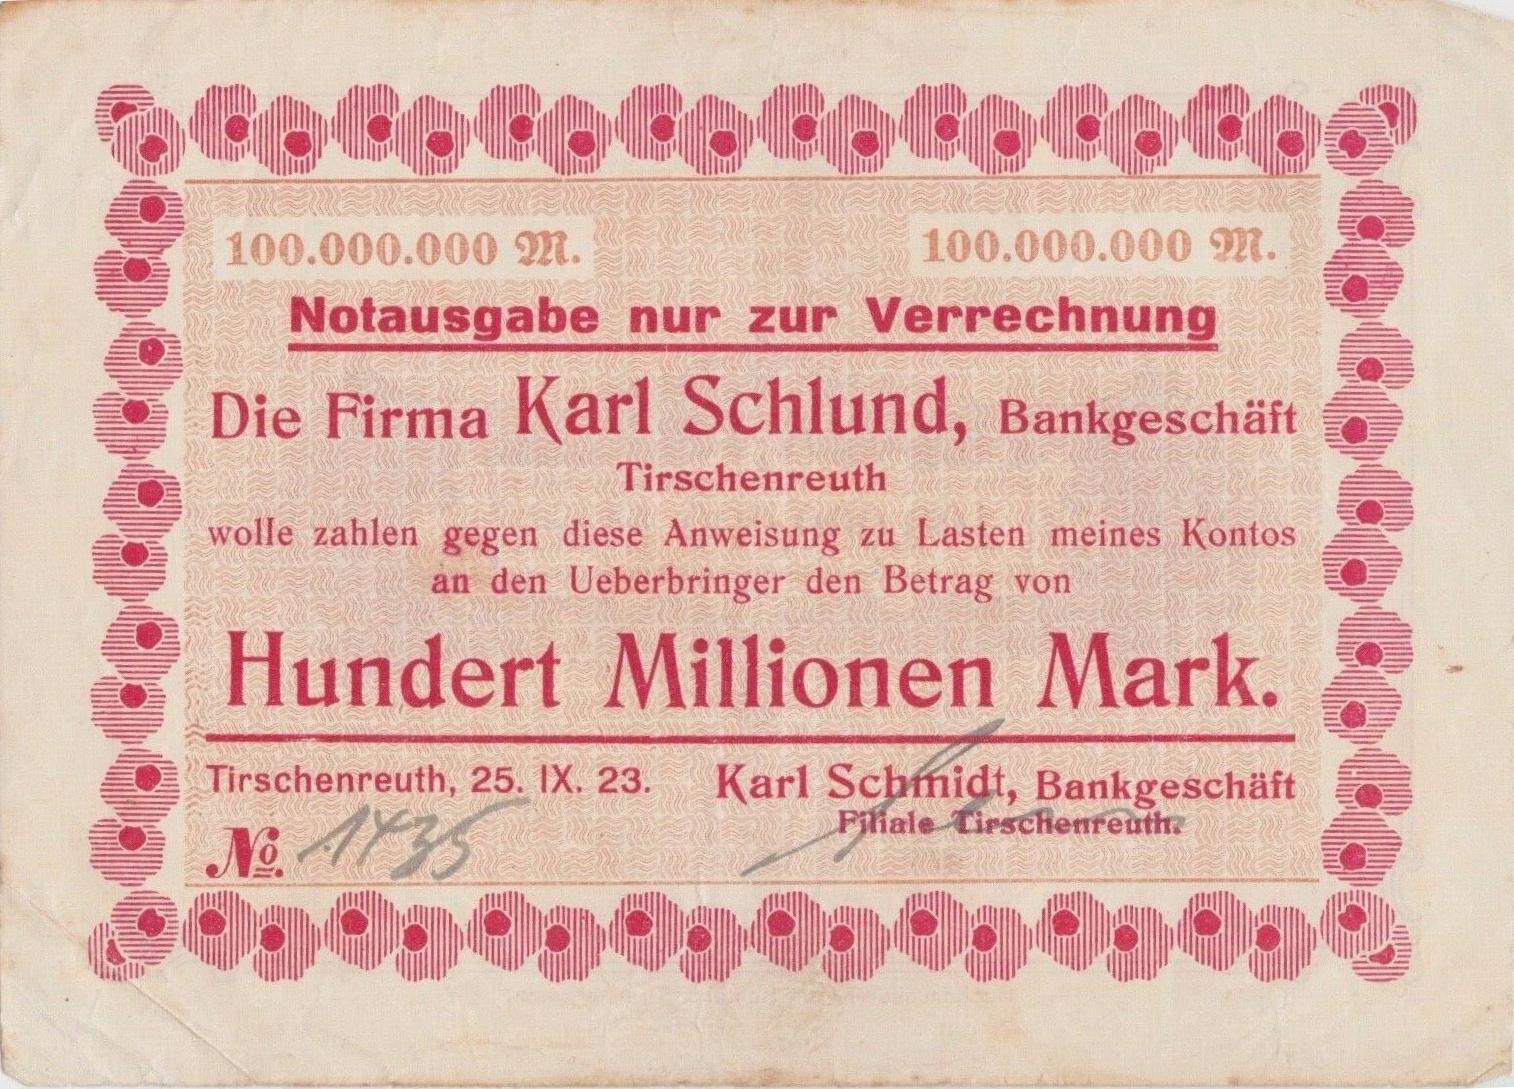 100.000.000 M. 100.000.000 M.
Notausgabe nur zur Verrechnung
Die Firma Karl Schlund, Bankgeschäft
Tirschenreuth
wolle zahlen gegen diese Anweisung zu Lasten meines Kontos
an den Ueberbringer den Betrag von
Hundert Millionen Mark.
Tirschenreuth, 25. IX. 23. Karl Schmidt, Bankgeschäft
Filiale Tirschenreuth.
No. 1435